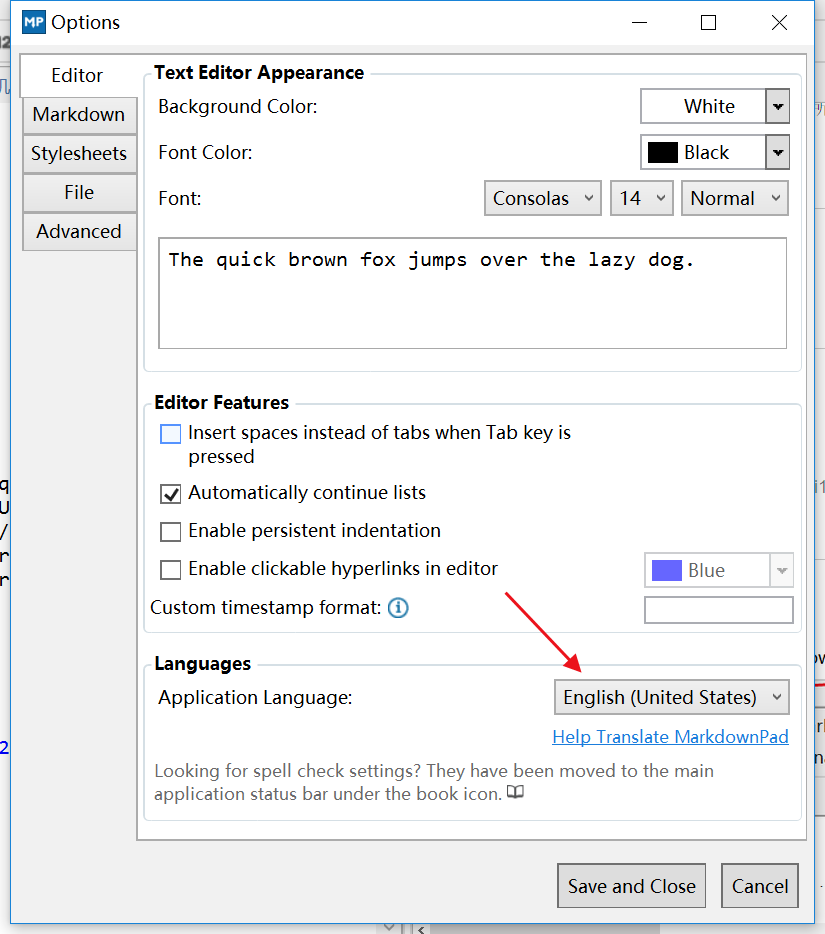 MP Options
Editor
Markdown
Stylesheets
File
Advanced
Text Editor Appearance
Background Color:
White
Font Color:
Black
Font:
Consolas
14
Normal
The quick brown fox jumps over the lazy dog.
Editor Features
Insert spaces instead of tabs when Tab key is
pressed
Automatically continue lists
Enable persistent indentation
Enable clickable hyperlinks in editor
Blue
Custom timestamp format:
Languages
Application Language:
English (United States)
Help Translate MarkdownPad
Looking for spell check settings? They have been moved to the main
application status bar under the book icon.
Save and Close
Cancel